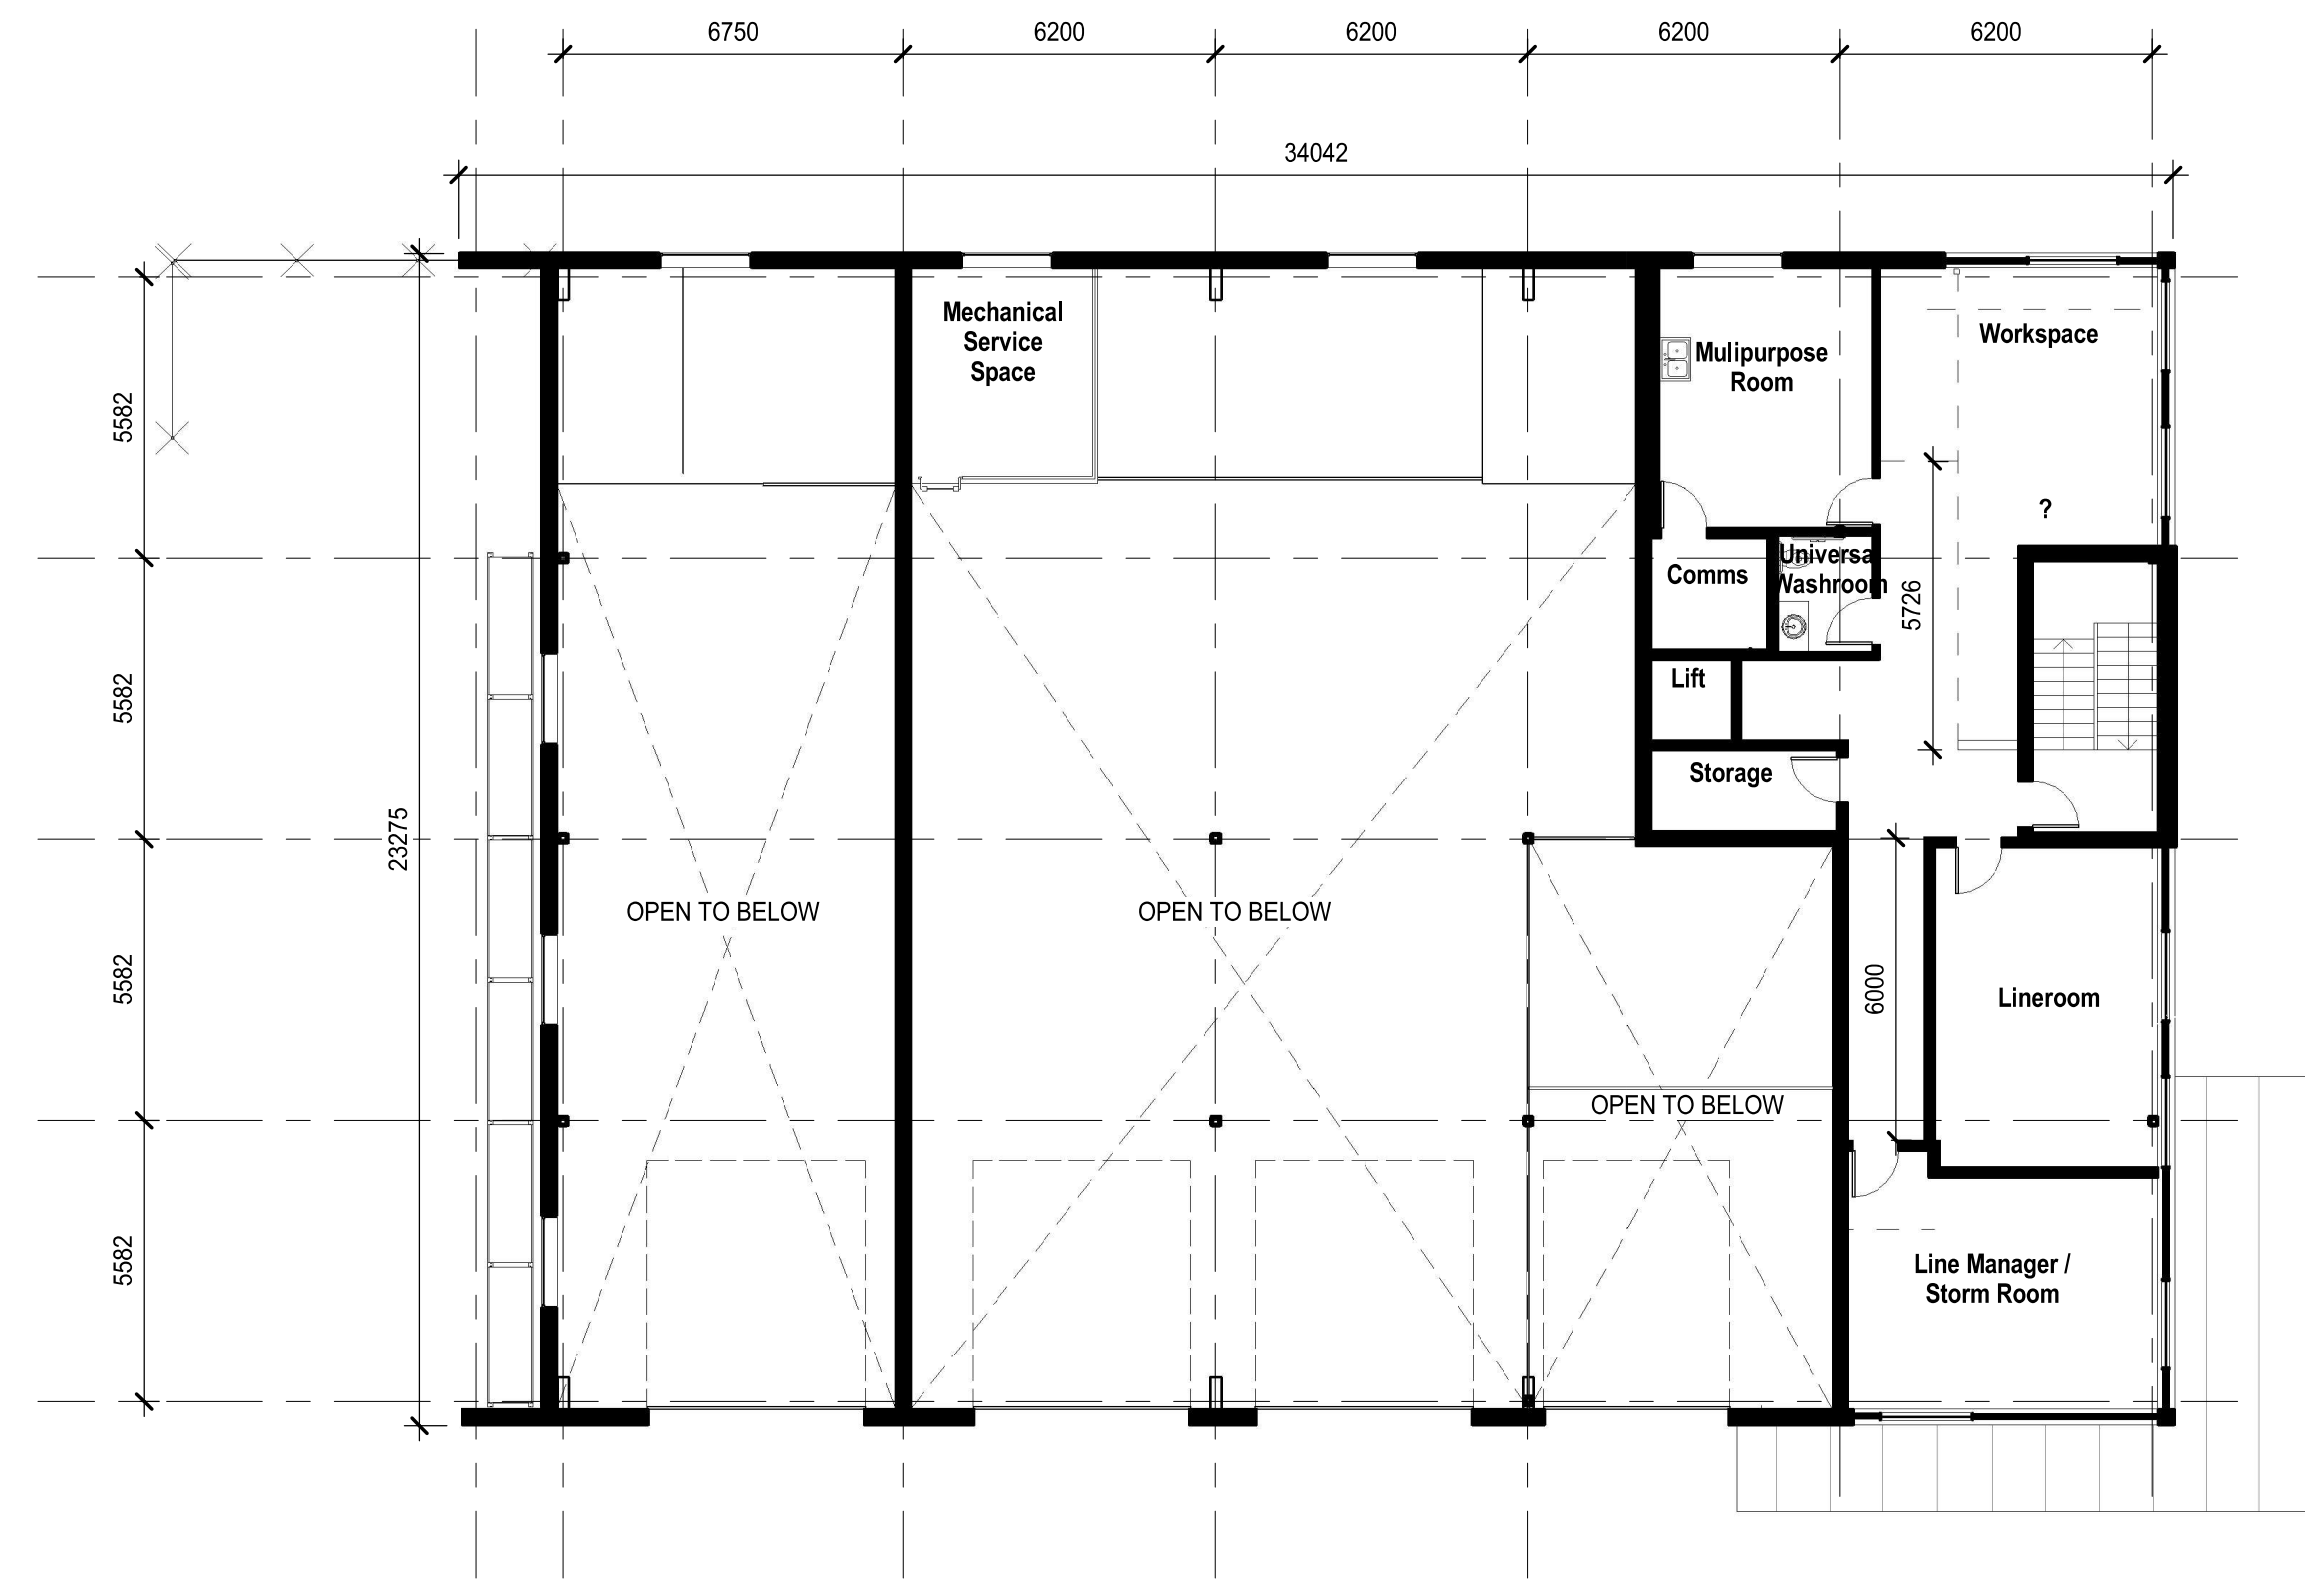 6750
6200
6200
6200
6200
34042
Mechanical
Service
Space
Mulipurpose
Room
Workspace
?
5582
Universa
Washroom
Comms
5726
Lift
5582
Storage
23275
OPEN TO BELOW
OPEN TO BELOW
5582
6000
Lineroom
OPEN TO BELOW
5582
Line Manager /
Storm Room